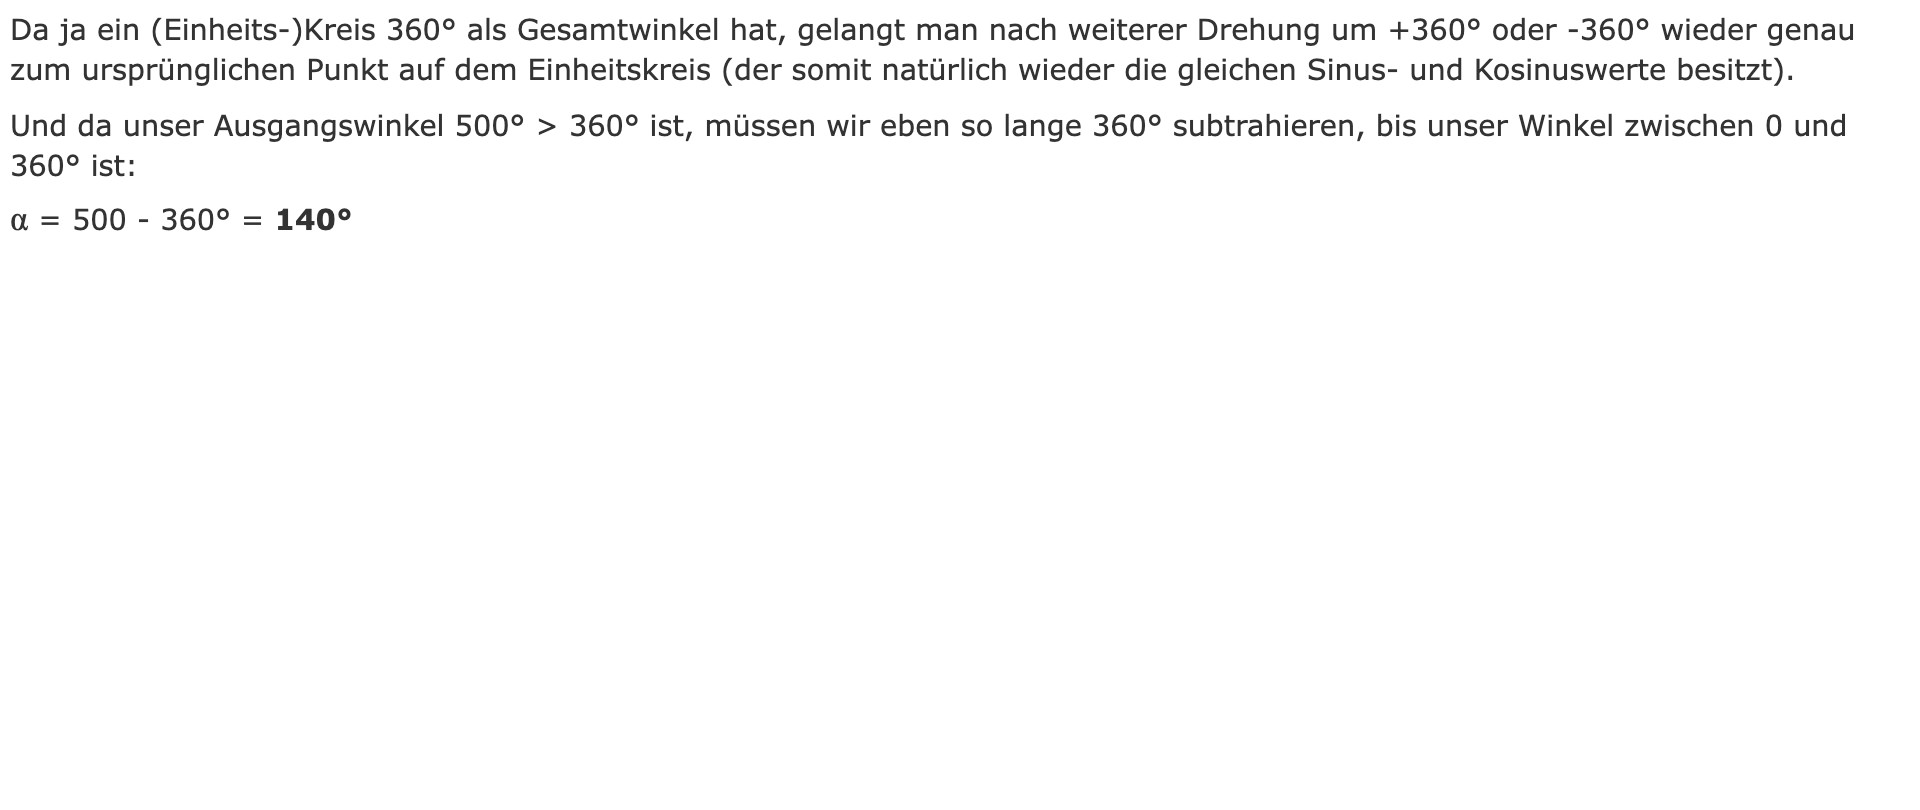 Da ja ein (Einheits-)Kreis 360° als Gesamtwinkel hat, gelangt man nach weiterer Drehung um +360° oder -360° wieder genau
zum ursprünglichen Punkt auf dem Einheitskreis (der somit natürlich wieder die gleichen Sinus- und Kosinuswerte besitzt).
Und da unser Ausgangswinkel 500° > 360° ist, müssen wir eben so lange 360° subtrahieren, bis unser Winkel zwischen 0 und
360° ist:
α = 500 - 360° = 140°